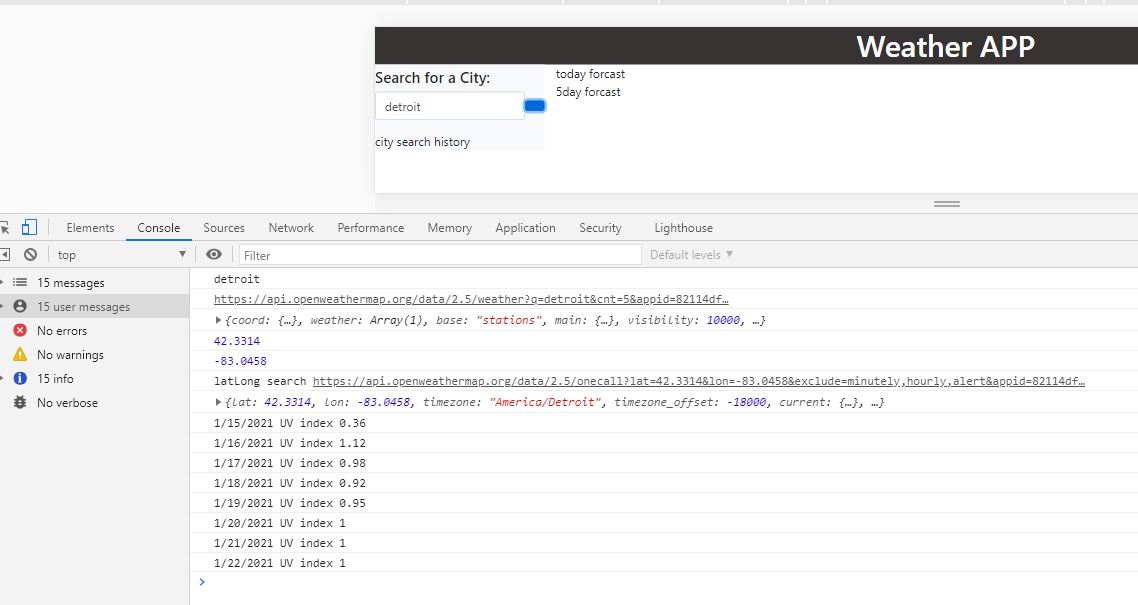 Weather APP
Search for a City:
detroit
city search history
today forcast
5day forcast
Elements Console Sources Network Performance Memory Application Security Lighthouse
top Filter Default levels
15 messages
15 user messages
No errors
No warnings
15 info
No verbose
detroit
https://api.openweathermap.org/data/2.5/weather?q=detroit&cnt=5&appid=82114df…
{coord: {…}, weather: Array(1), base: "stations", main: {…}, visibility: 10000, …}
42.3314
-83.0458
latLong search https://api.openweathermap.org/data/2.5/onecall?lat=42.3314&lon=-83.0458&exclude=minutely,hourly,alert&appid=82114df…
{lat: 42.3314, lon: -83.0458, timezone: "America/Detroit", timezone_offset: -18000, current: {…}, …}
1/15/2021 UV index 0.36
1/16/2021 UV index 1.12
1/17/2021 UV index 0.98
1/18/2021 UV index 0.92
1/19/2021 UV index 0.95
1/20/2021 UV index 1
1/21/2021 UV index 1
1/22/2021 UV index 1